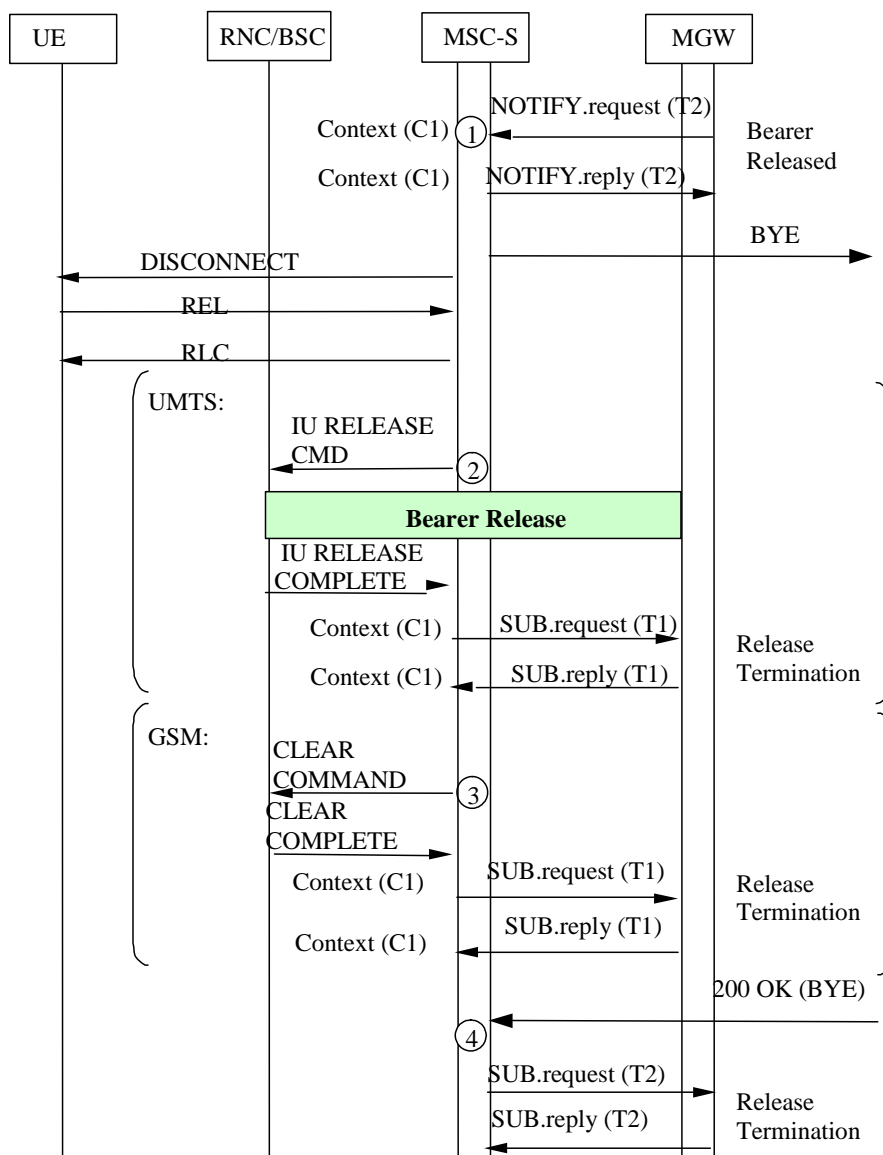 UE
RNC/BSC
MSC-S
MGW
NOTIFY.request (T2)
Context (C1)
1
Bearer
Released
Context (C1)
NOTIFY.reply (T2)
BYE
DISCONNECT
REL
RLC
UMTS:
IU RELEASE
CMD
2
Bearer Release
IU RELEASE
COMPLETE
Context (C1)
SUB.request (T1)
Release
Termination
Context (C1)
SUB.reply (T1)
GSM:
CLEAR
COMMAND
3
CLEAR
COMPLETE
Context (C1)
SUB.request (T1)
Release
Termination
Context (C1)
SUB.reply (T1)
200 OK (BYE)
4
SUB.request (T2)
Release
Termination
SUB.reply (T2)